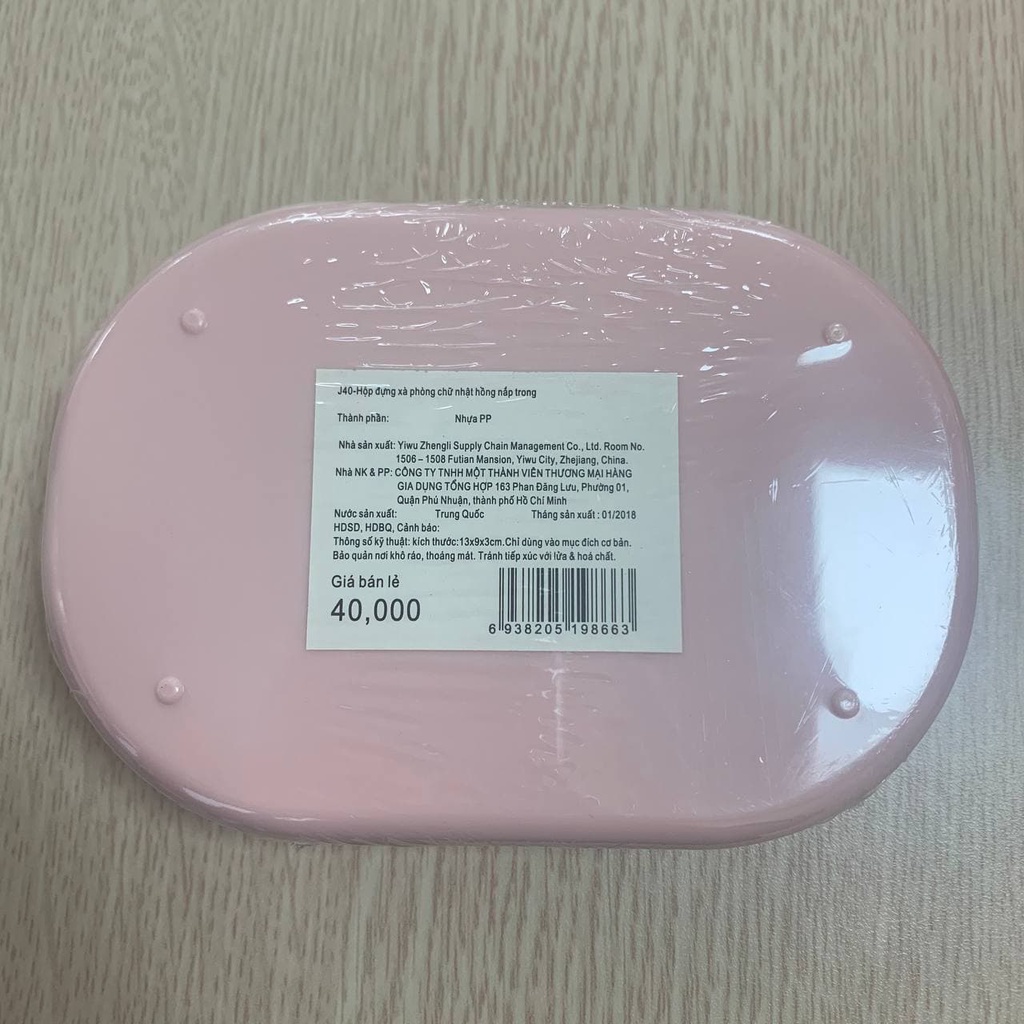 J40-Hộp đựng xà phòng chữ nhật hồng nắp trong
Thành phần: Nhựa PP
Nhà sản xuất: Yiwu Zhengli Supply Chain Management Co., Ltd. Room No.
1506 – 1508 Futian Mansion, Yiwu City, Zhejiang, China.
Nhà NK & PP: CÔNG TY TNHH MỘT THÀNH VIÊN THƯƠNG MẠI HÀNG
GIA DỤNG TỔNG HỢP 163 Phan Đăng Lưu, Phường 01,
Quận Phú Nhuận, thành phố Hồ Chí Minh
Nước sản xuất: Trung Quốc Tháng sản xuất : 01/2018
HDSD, HDBQ, Cảnh báo:
Thông số kỹ thuật: kích thước:13x9x3cm.Chỉ dùng vào mục đích cơ bản.
Bảo quản nơi khô ráo, thoáng mát. Tránh tiếp xúc với lửa & hoá chất.
Giá bán lẻ
40,000
6 938205 198663